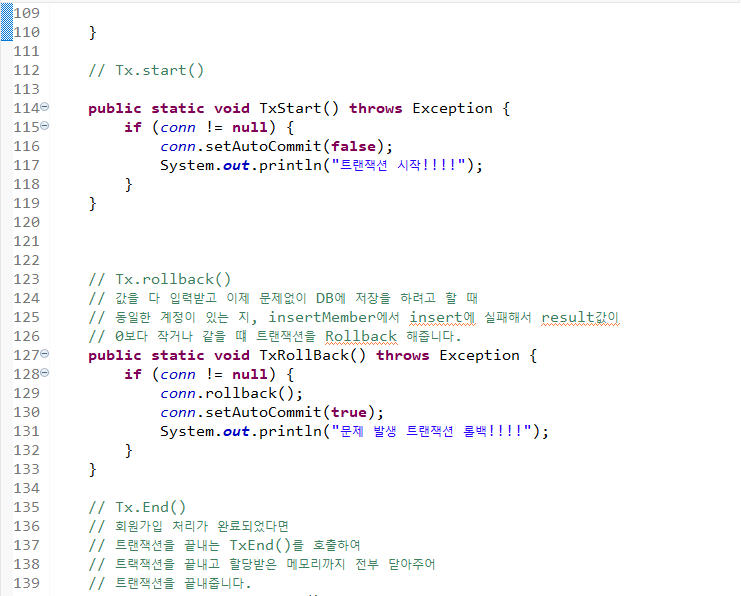 109
110 }
111
112 // Tx.start()
113
114 public static void TxStart() throws Exception {
115 if (conn != null) {
116 conn.setAutoCommit(false);
117 System.out.println("트랜잭션 시작!!!!");
118 }
119 }
120
121
122
123 // Tx.rollback()
124 // 값을 다 입력받고 이제 문제없이 DB에 저장을 하려고 할 때
125 // 동일한 계정이 있는 지, insertMember에서 insert에 실패해서 result값이
126 // 0보다 작거나 같을 때 트랜잭션을 Rollback 해줍니다.
127 public static void TxRollBack() throws Exception {
128 if (conn != null) {
129 conn.rollback();
130 conn.setAutoCommit(true);
131 System.out.println("문제 발생 트랜잭션 롤백!!!!");
132 }
133 }
134
135 // Tx.End()
136 // 회원가입 처리가 완료되었다면
137 // 트랜잭션을 끝내는 TxEnd()를 호출하여
138 // 트랙잭션을 끝내고 할당받은 메모리까지 전부 닫아주어
139 // 트랜잭션을 끝내줍니다.